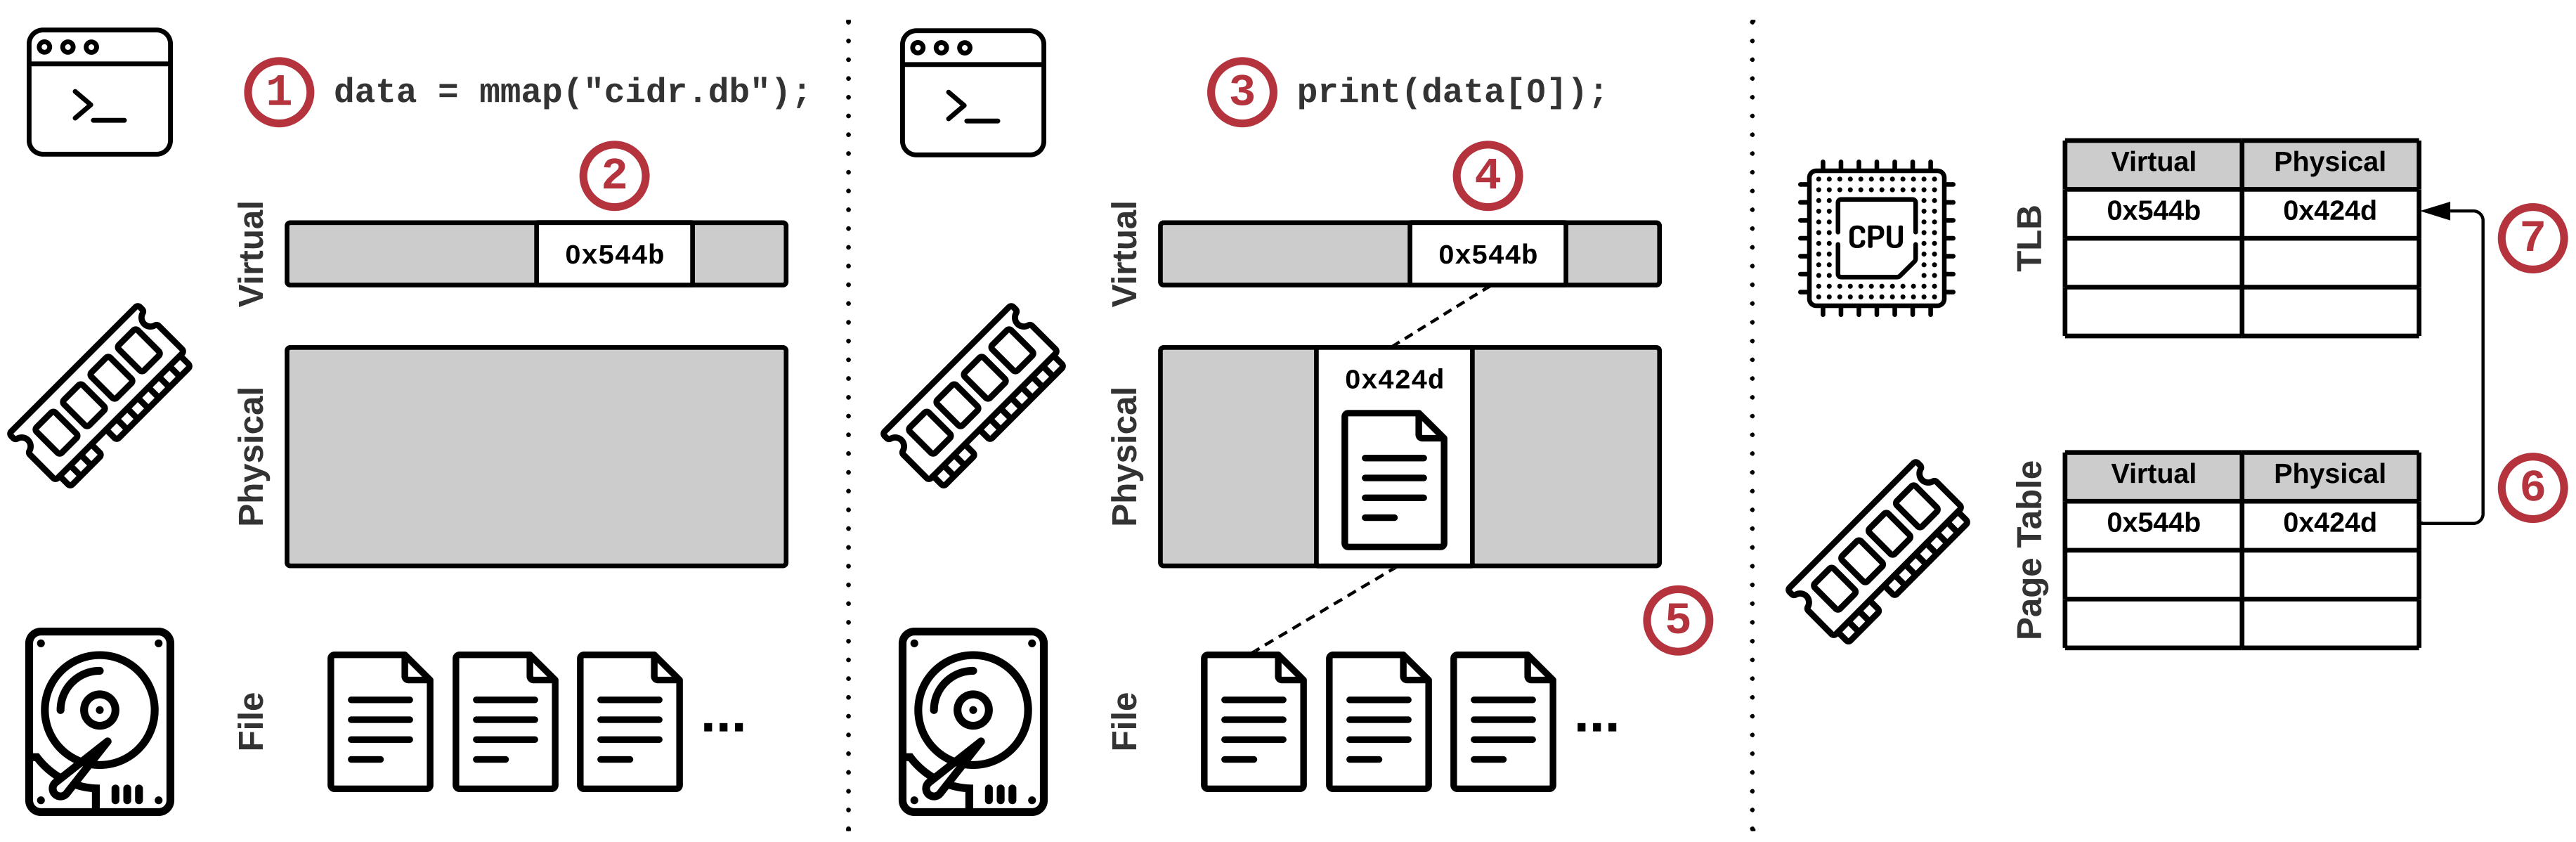 1 data = mmap("cidr.db");
2
Virtual
0x544b
Physical
File
...
3 print(data[0]);
4
Virtual
0x544b
Physical
0x424d
5
File
...
CPU
TLB
Virtual Physical
0x544b 0x424d
7
Page Table
Virtual Physical
0x544b 0x424d
6